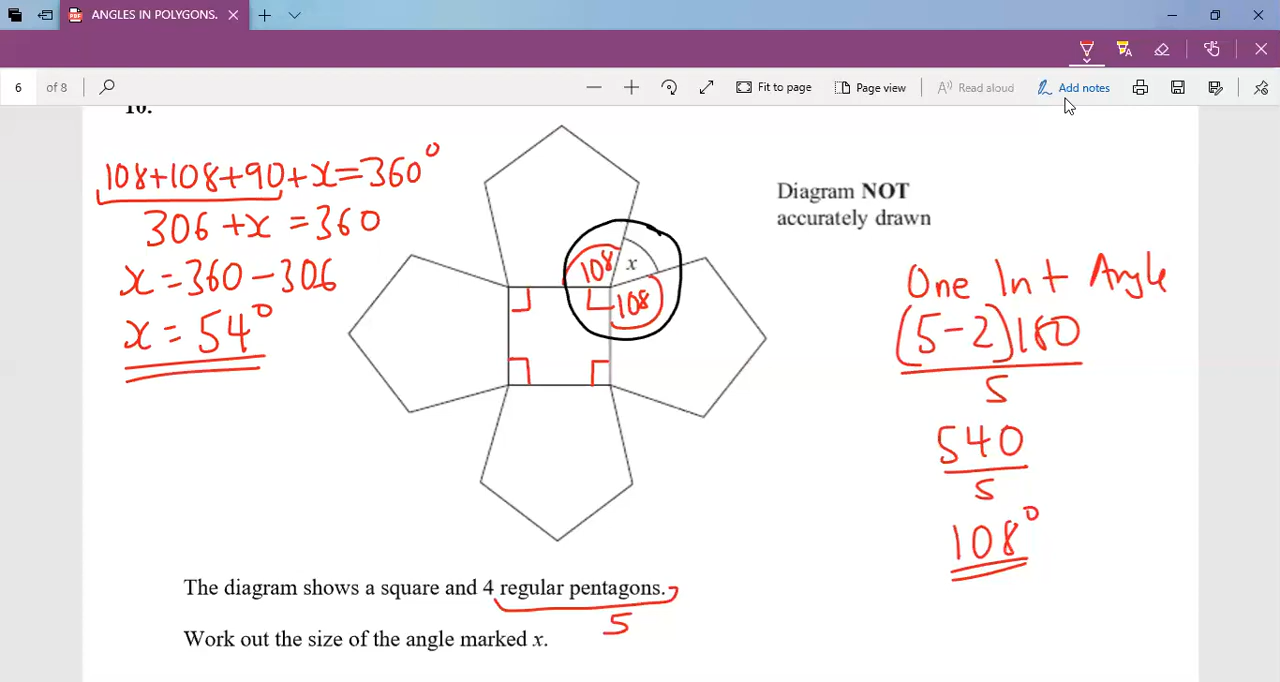 ANGLES IN POLYGONS.
6 of 8
Fit to page
Page view
Read aloud
Add notes
10.
108+108+90+x=360°
306+x=360
x=360-306
x=54°
Diagram NOT
accurately drawn
108
x
108
One Int Angle
(5-2)180
5
540
5
108°
The diagram shows a square and 4 regular pentagons.
5
Work out the size of the angle marked x.